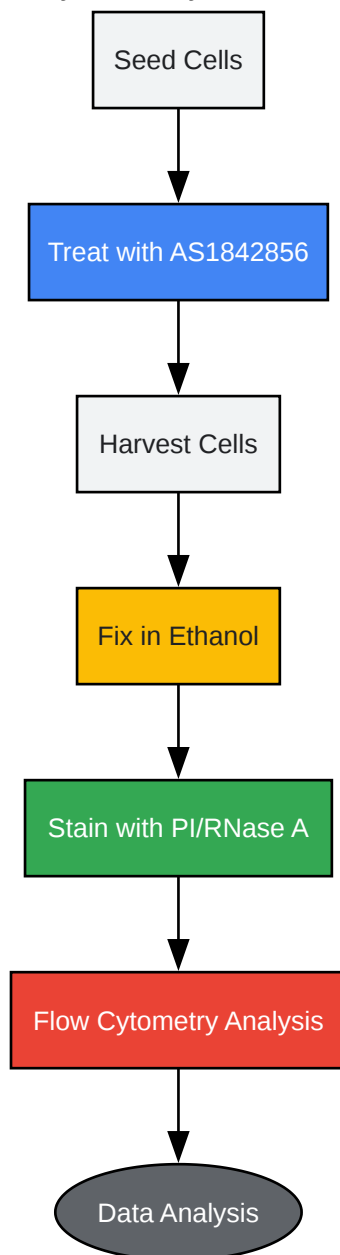 Seed Cells
Treat with AS1842856
Harvest Cells
Fix in Ethanol
Stain with PI/RNase A
Flow Cytometry Analysis
Data Analysis